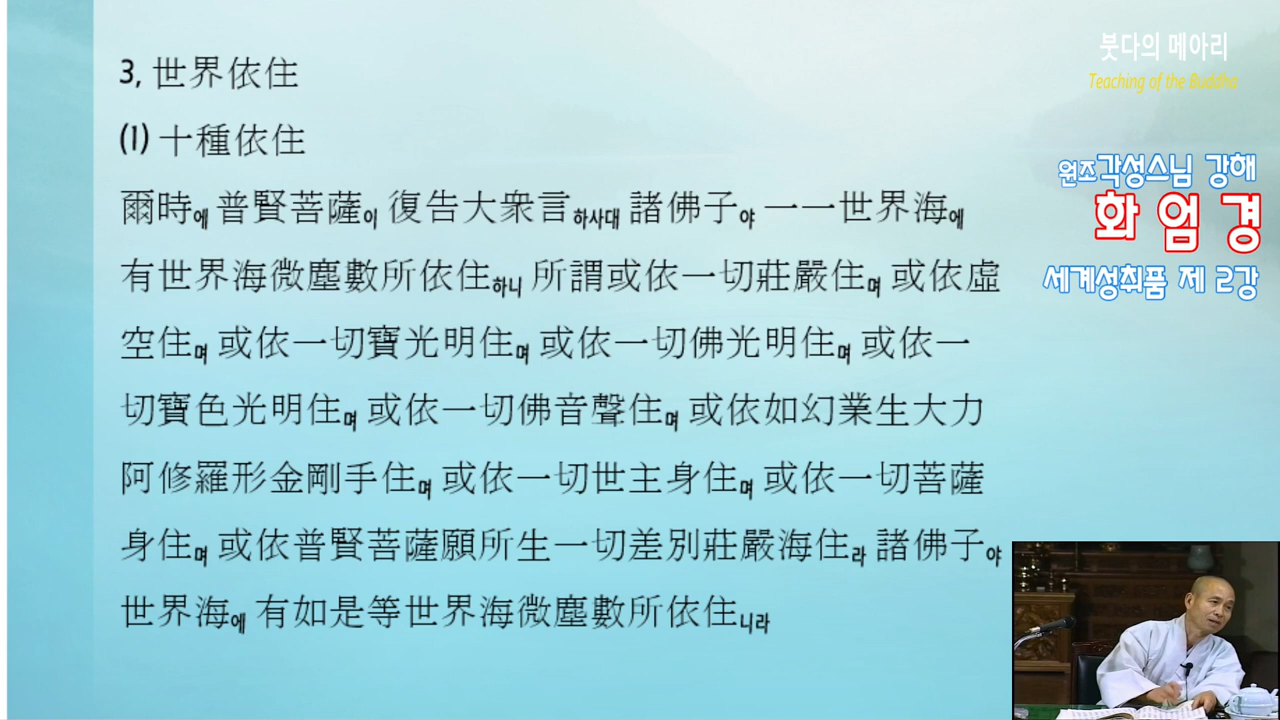 3, 世界依住
(1) 十種依住
爾時에 普賢菩薩이 復告大衆言하사대 諸佛子야 一一世界海에
有世界海微塵數所依住하니 所謂或依一切莊嚴住며 或依虛
空住며 或依一切寶光明住며 或依一切佛光明住며 或依一
切寶色光明住며 或依一切佛音聲住며 或依如幻業生大力
阿修羅形金剛手住며 或依一切世主身住며 或依一切菩薩
身住며 或依普賢菩薩願所生一切差別莊嚴海住라 諸佛子야
世界海에 有如是等世界海微塵數所依住니라
붓다의 메아리
Teaching of the Buddha
원조각성스님 강해
화엄경
세계성취품 제 2강